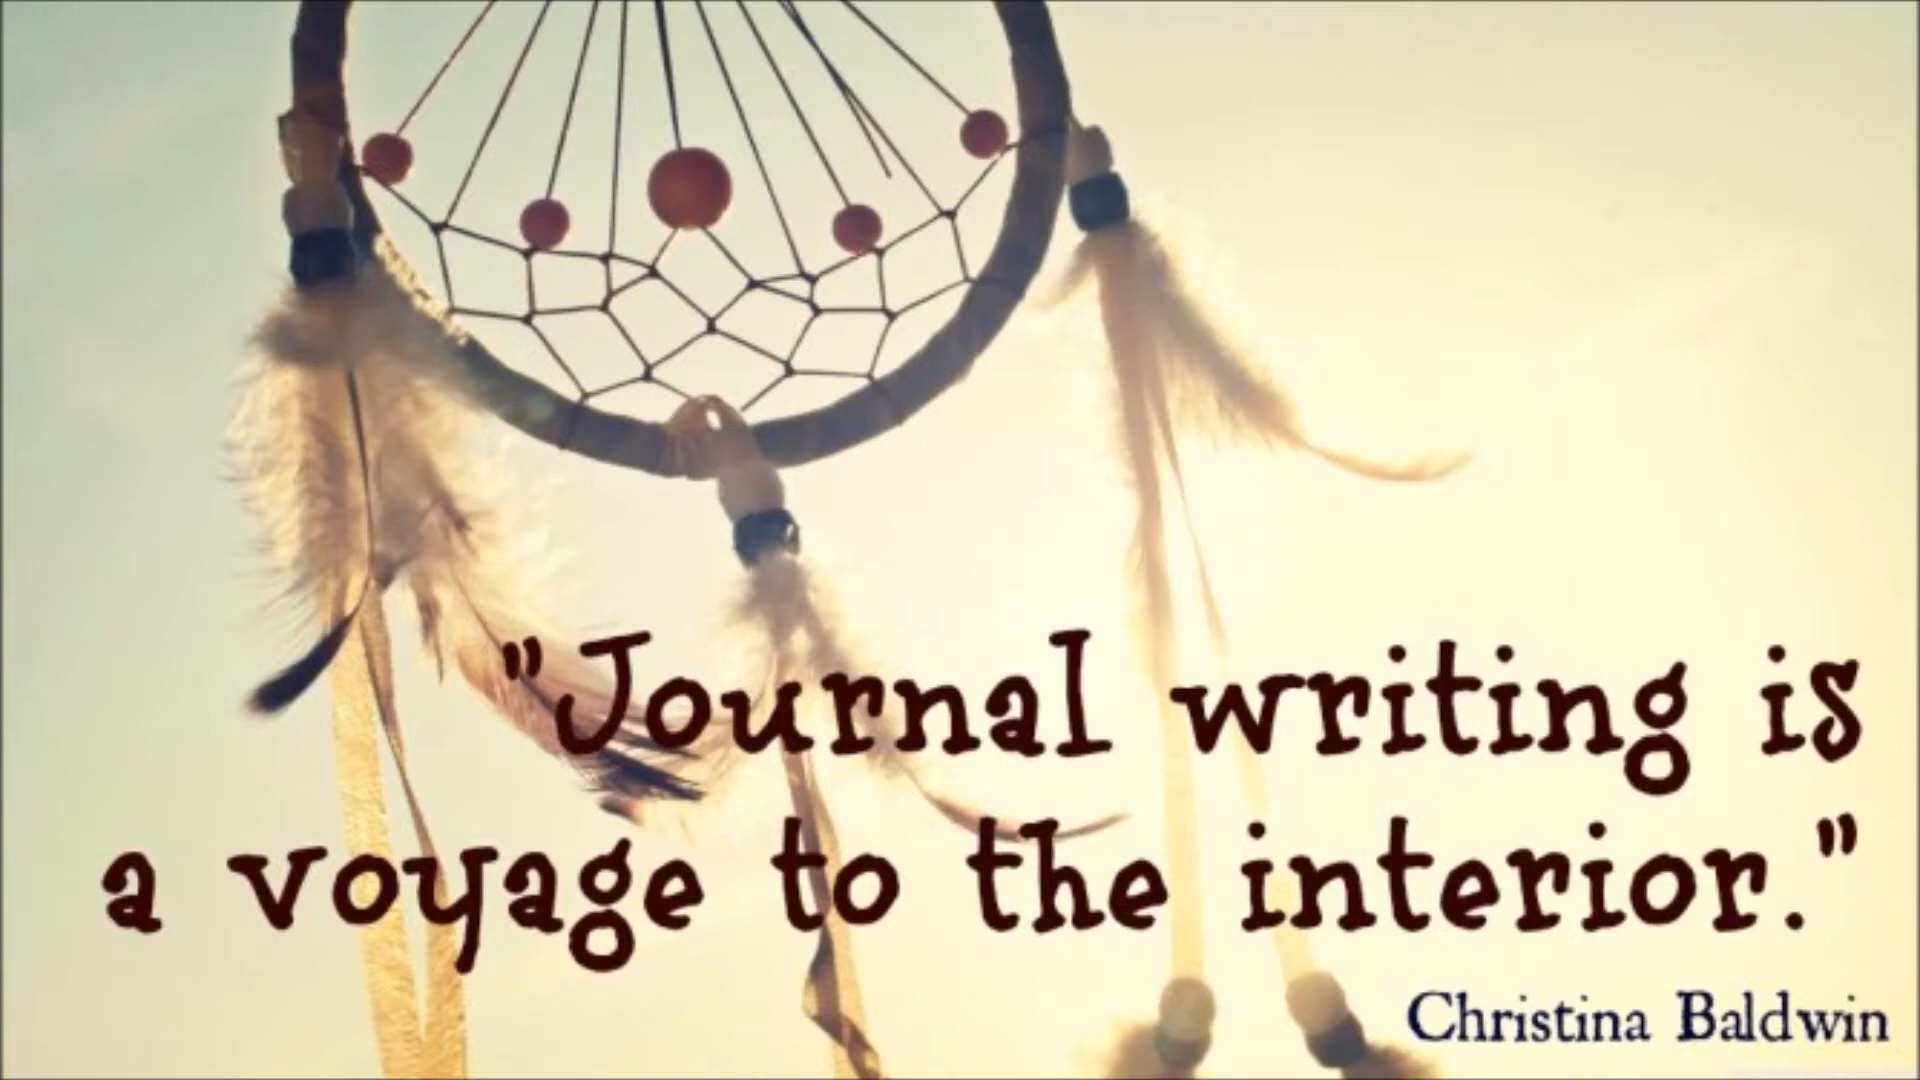 "Journal writing is
a voyage to the interior."
Christina Baldwin